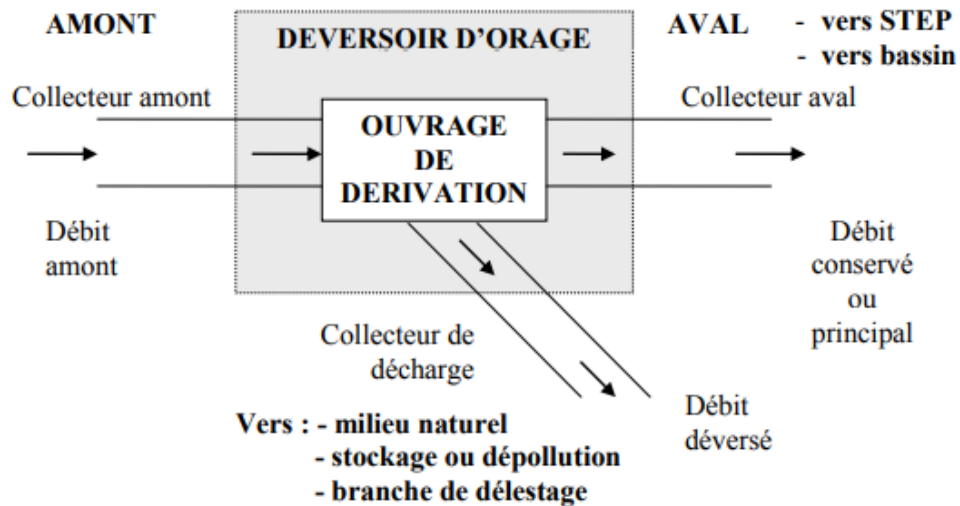 AMONT
DEVERSOIR D'ORAGE
AVAL
- vers STEP
- vers bassin
Collecteur amont
Collecteur aval
OUVRAGE
DE
DERIVATION
Débit
amont
Débit
conservé
ou
principal
Collecteur de
décharge
Débit
déversé
Vers : - milieu naturel
- stockage ou dépollution
- branche de délestage